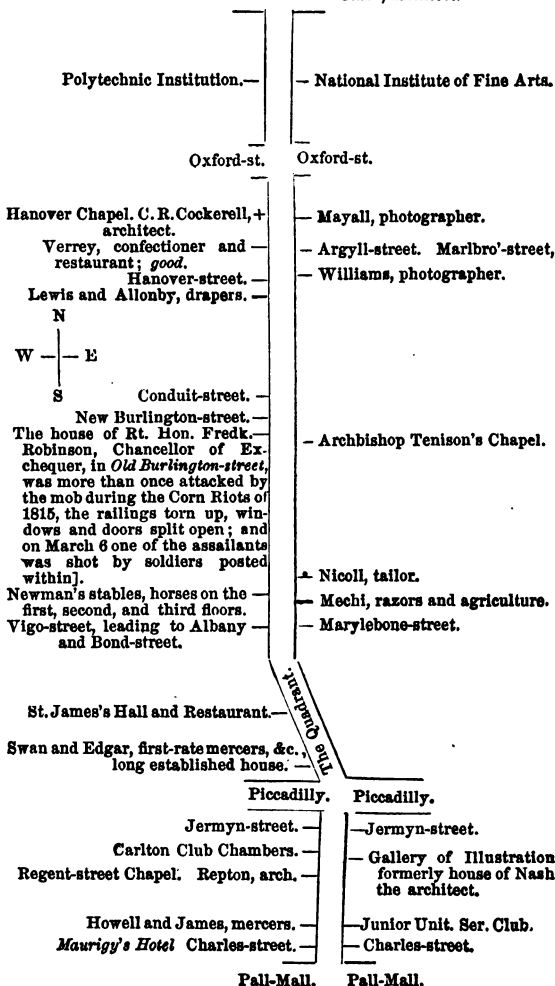 Polytechnic Institution.
National Institute of Fine Arts.
Oxford-st.
Oxford-st.
Hanover Chapel. C. R. Cockerell,
architect.
Mayall, photographer.
Verrey, confectioner and
restaurant; good.
Argyll-street. Marlbro'-street,
Hanover-street.
Williams, photographer.
Lewis and Allonby, drapers.
N
W E
S
Conduit-street.
New Burlington-street.
The house of Rt. Hon. Fredk.
Robinson, Chancellor of Ex-
chequer, in Old Burlington-street,
was more than once attacked by
the mob during the Corn Riots of
1815, the railings torn up, win-
dows and doors split open; and
on March 6 one of the assailants
was shot by soldiers posted
within].
Archbishop Tenison's Chapel.
Nicoll, tailor.
Newman's stables, horses on the
first, second, and third floors.
Mechi, razors and agriculture.
Vigo-street, leading to Albany
and Bond-street.
Marylebone-street.
The Quadrant.
St. James's Hall and Restaurant.
Swan and Edgar, first-rate mercers, &c.,
long established house.
Piccadilly.
Piccadilly.
Jermyn-street.
Jermyn-street.
Carlton Club Chambers.
Regent-street Chapel. Repton, arch.
Gallery of Illustration
formerly house of Nash
the architect.
Howell and James, mercers.
Junior Unit. Ser. Club.
Maurigy's Hotel Charles-street.
Charles-street.
Pall-Mall.
Pall-Mall.